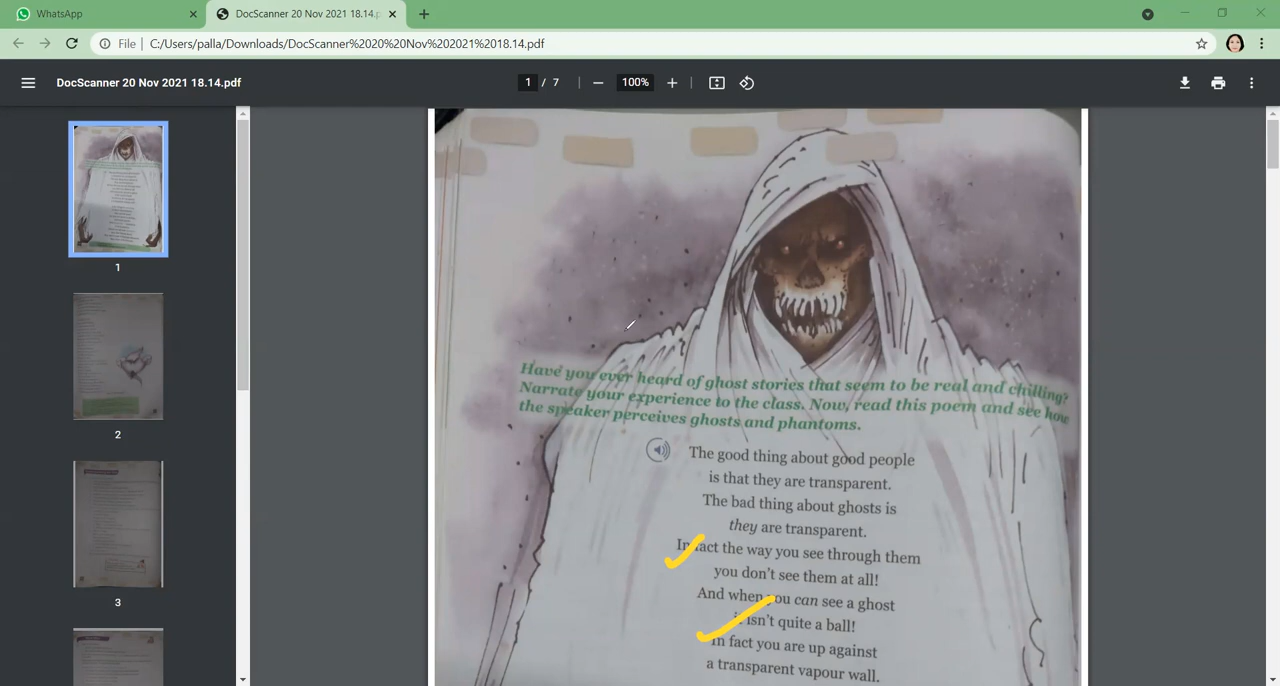 WhatsApp
DocScanner 20 Nov 2021 18.14.p
File
C:/Users/palla/Downloads/DocScanner%2020%20Nov%202021%2018.14.pdf
DocScanner 20 Nov 2021 18.14.pdf
1 / 7
100%
1
2
3
Have you ever heard of ghost stories that seem to be real and chilling?
Narrate your experience to the class. Now, read this poem and see how
the speaker perceives ghosts and phantoms.
The good thing about good people
is that they are transparent.
The bad thing about ghosts is
they are transparent.
In fact the way you see through them
you don't see them at all!
And when you can see a ghost
it isn't quite a ball!
In fact you are up against
a transparent vapour wall.